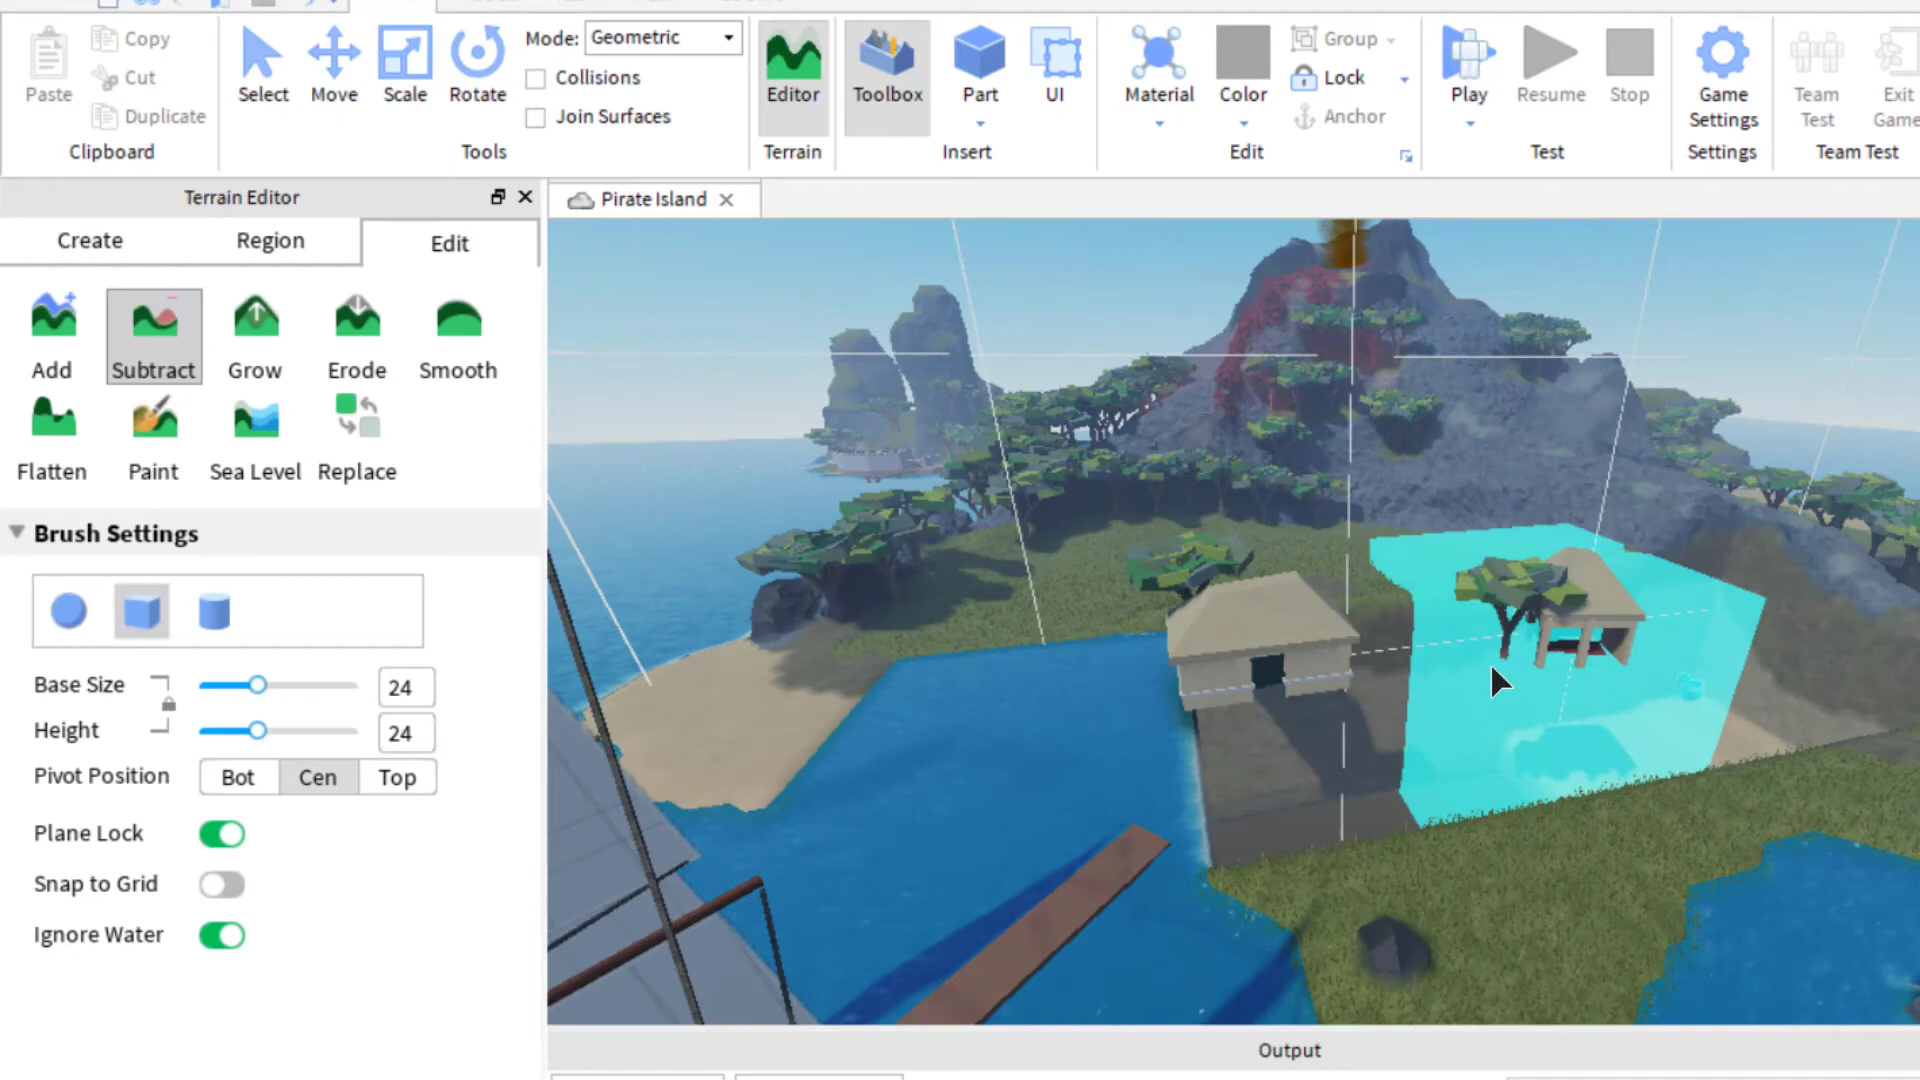 Paste
Copy
Cut
Duplicate
Clipboard
Select
Move
Scale
Rotate
Mode: Geometric
Collisions
Join Surfaces
Tools
Editor
Terrain
Toolbox
Part
UI
Insert
Material
Color
Group
Lock
Anchor
Edit
Play
Resume
Stop
Test
Game
Settings
Settings
Team
Test
Exit
Game
Team Test
Terrain Editor
Pirate Island
Create
Region
Edit
Add
Subtract
Grow
Erode
Smooth
Flatten
Paint
Sea Level
Replace
Brush Settings
Base Size
24
Height
24
Pivot Position
Bot
Cen
Top
Plane Lock
Snap to Grid
Ignore Water
Output